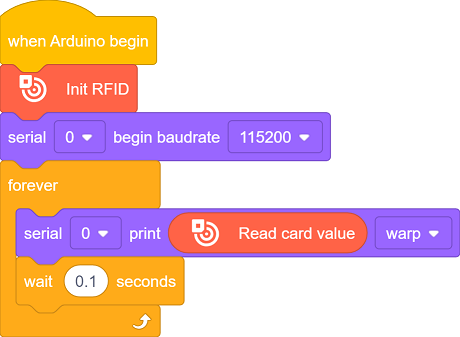 when Arduino begin
Init RFID
serial 0 begin baudrate 115200
forever
serial 0 print Read card value warp
wait 0.1 seconds